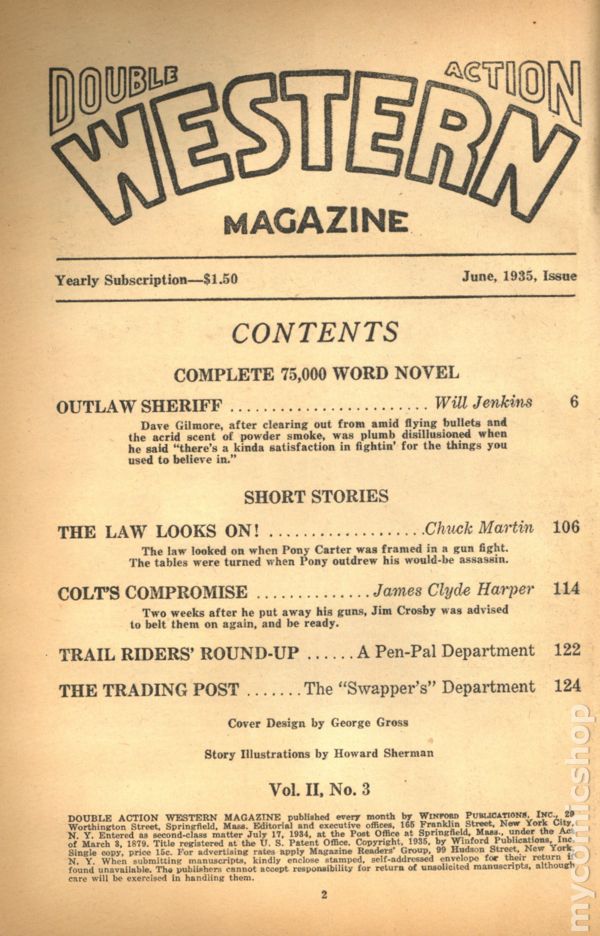 DOUBLE ACTION
WESTERN
MAGAZINE
Yearly Subscription—$1.50 June, 1935, Issue
CONTENTS
COMPLETE 75,000 WORD NOVEL
OUTLAW SHERIFF ........................ Will Jenkins 6
Dave Gilmore, after clearing out from amid flying bullets and
the acrid scent of powder smoke, was plumb disillusioned when
he said "there's a kinda satisfaction in fightin' for the things you
used to believe in."
SHORT STORIES
THE LAW LOOKS ON! ................... Chuck Martin 106
The law looked on when Pony Carter was framed in a gun fight.
The tables were turned when Pony outdrew his would-be assassin.
COLT'S COMPROMISE .............. James Clyde Harper 114
Two weeks after he put away his guns, Jim Crosby was advised
to belt them on again, and be ready.
TRAIL RIDERS' ROUND-UP ...... A Pen-Pal Department 122
THE TRADING POST ....... The "Swapper's" Department 124
Cover Design by George Gross
Story Illustrations by Howard Sherman
Vol. II, No. 3
DOUBLE ACTION WESTERN MAGAZINE published every month by WINFORD PUBLICATIONS, INC., 29
Worthington Street, Springfield, Mass. Editorial and executive offices, 165 Franklin Street, New York City,
N. Y. Entered as second-class matter July 17, 1934, at the Post Office at Springfield, Mass., under the Act
of March 3, 1879. Title registered at the U. S. Patent Office. Copyright, 1935, by Winford Publications, Inc.
Single copy, price 15c. For advertising rates apply Magazine Readers' Group, 99 Hudson Street, New York,
N. Y. When submitting manuscripts, kindly enclose stamped, self-addressed envelope for their return if
found unavailable. The publishers cannot accept responsibility for return of unsolicited manuscripts, although
care will be exercised in handling them.
2
mycomicshop